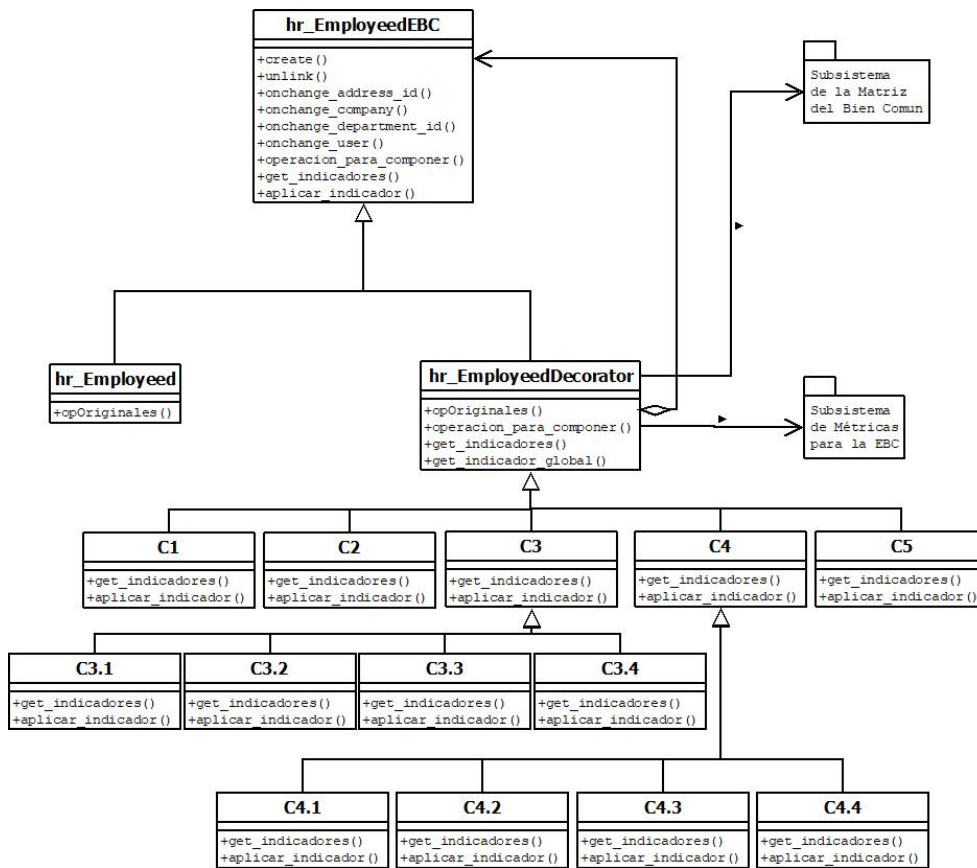 hr_EmployeedEBC
+create()
+unlink()
+onchange_address_id()
+onchange_company()
+onchange_department_id()
+onchange_user()
+operacion_para_componer()
+get_indicadores()
+aplicar_indicador()
Subsistema
de la Matriz
del Bien Comun
hr_Employeed
+opOriginales()
hr_EmployeedDecorator
+opOriginales()
+operacion_para_componer()
+get_indicadores()
+get_indicador_global()
Subsistema
de Métricas
para la EBC
C1
+get_indicadores()
+aplicar_indicador()
C2
+get_indicadores()
+aplicar_indicador()
C3
+get_indicadores()
+aplicar_indicador()
C4
+get_indicadores()
+aplicar_indicador()
C5
+get_indicadores()
+aplicar_indicador()
C3.1
+get_indicadores()
+aplicar_indicador()
C3.2
+get_indicadores()
+aplicar_indicador()
C3.3
+get_indicadores()
+aplicar_indicador()
C3.4
+get_indicadores()
+aplicar_indicador()
C4.1
+get_indicadores()
+aplicar_indicador()
C4.2
+get_indicadores()
+aplicar_indicador()
C4.3
+get_indicadores()
+aplicar_indicador()
C4.4
+get_indicadores()
+aplicar_indicador()